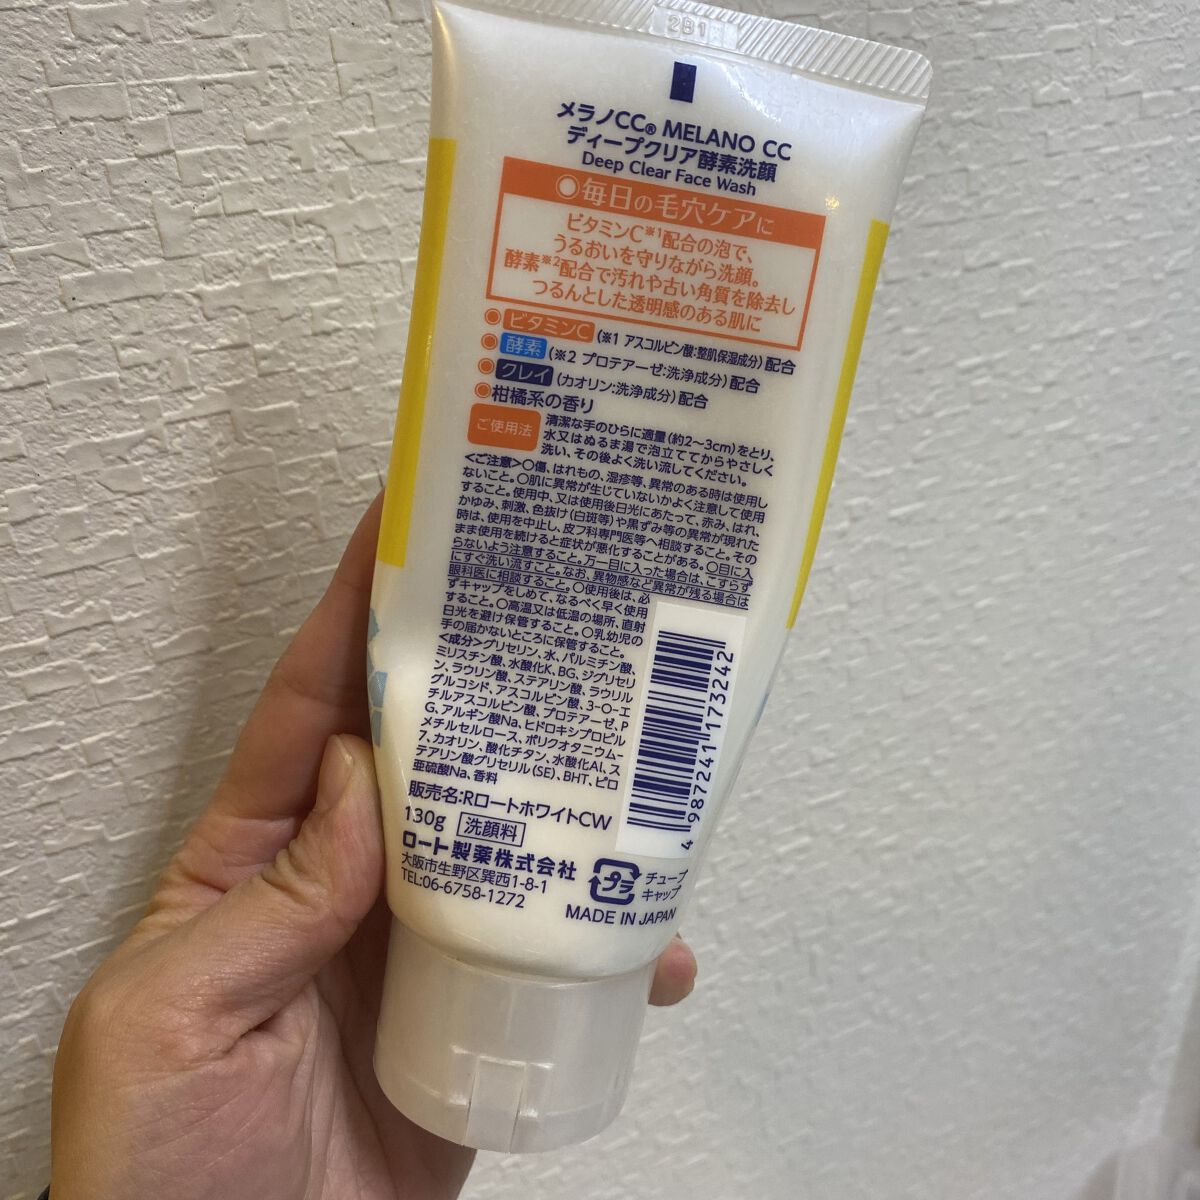 2B1
メラノCC® MELANO CC
ディープクリア酵素洗顔
Deep Clear Face Wash
◎毎日の毛穴ケアに
ビタミンC※1配合の泡で、
うるおいを守りながら洗顔。
酵素※2配合で汚れや古い角質を除去し
つるんとした透明感のある肌に
●ビタミンC(※1 アスコルビン酸:整肌保湿成分)配合
●酵素(※2 プロテアーゼ:洗浄成分)配合
●クレイ(カオリン:洗浄成分)配合
●柑橘系の香り
ご使用法
清潔な手のひらに適量(約2〜3cm)をとり、
水又はぬるま湯で泡立ててからやさしく
洗い、その後よく洗い流してください。
<ご注意>○傷、はれもの、湿疹等、異常のある時は使用し
ないこと。○肌に異常が生じていないかよく注意して使用
すること。使用中、又は使用後日光にあたって、赤み、はれ、
かゆみ、刺激、色抜け(白斑等)や黒ずみ等の異常が現れた
時は、使用を中止し、皮フ科専門医等へ相談すること。その
まま使用を続けると症状が悪化することがある。○目に入
らないよう注意すること。万一目に入った場合は、こすらず
にすぐ洗い流すこと。なお、異物感など異常が残る場合は
眼科医に相談すること。○使用後は、必
ずキャップをしめて、なるべく早く使用
すること。○高温又は低温の場所、直射
日光を避け保管すること。○乳幼児の
手の届かないところに保管すること。
<成分>グリセリン、水、パルミチン酸、
ミリスチン酸、水酸化K、BG、ジグリセリ
ン、ラウリン酸、ステアリン酸、ラウリル
グルコシド、アスコルビン酸、3-O-エ
チルアスコルビン酸、プロテアーゼ、P
G、アルギン酸Na、ヒドロキシプロピル
メチルセルロース、ポリクオタニウム-
7、カオリン、酸化チタン、水酸化Al、ス
テアリン酸グリセリル(SE)、BHT、ピロ
亜硫酸Na、香料
4 987241 173242
販売名:RロートホワイトCW
130g 洗顔料
ロート製薬株式会社
大阪市生野区巽西1-8-1
TEL:06-6758-1272
プラ
チューブ
キャップ
MADE IN JAPAN